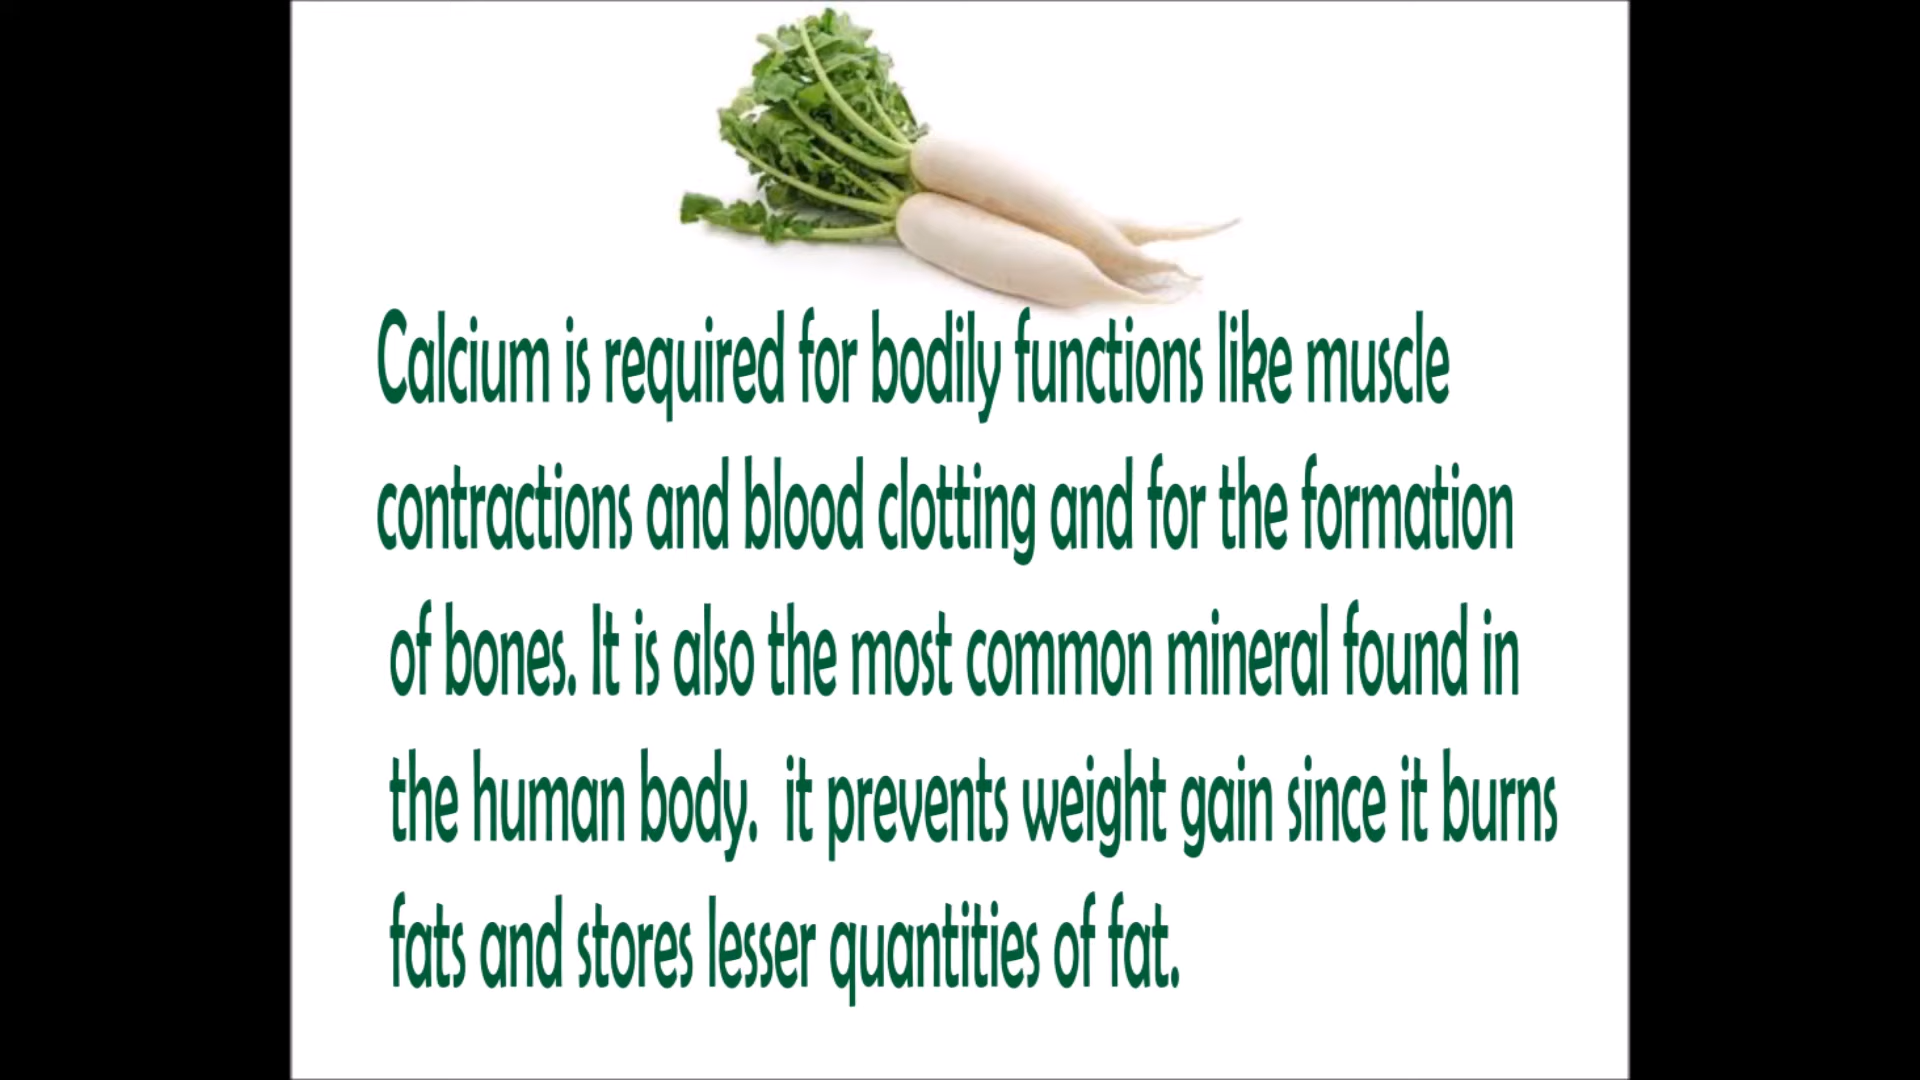 Calcium is required for bodily functions like muscle
contractions and blood clotting and for the formation
of bones. It is also the most common mineral found in
the human body. it prevents weight gain since it burns
fats and stores lesser quantities of fat.